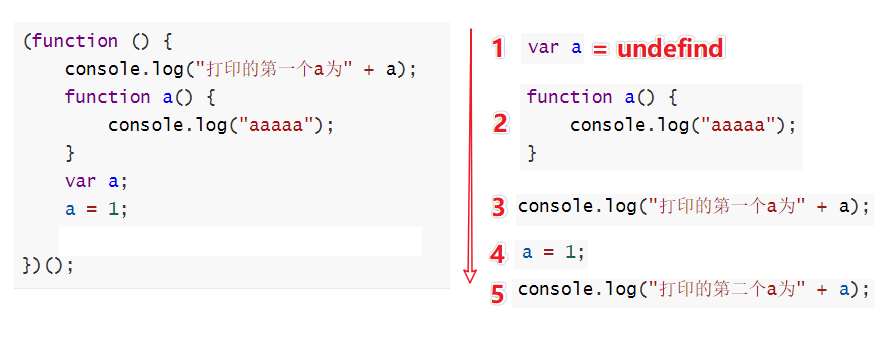 (function () {
console.log("打印的第一个a为" + a);
function a() {
console.log("aaaaa");
}
var a;
a = 1;
})();
1 var a = undefind
2 function a() {
console.log("aaaaa");
}
3 console.log("打印的第一个a为" + a);
4 a = 1;
5 console.log("打印的第二个a为" + a);